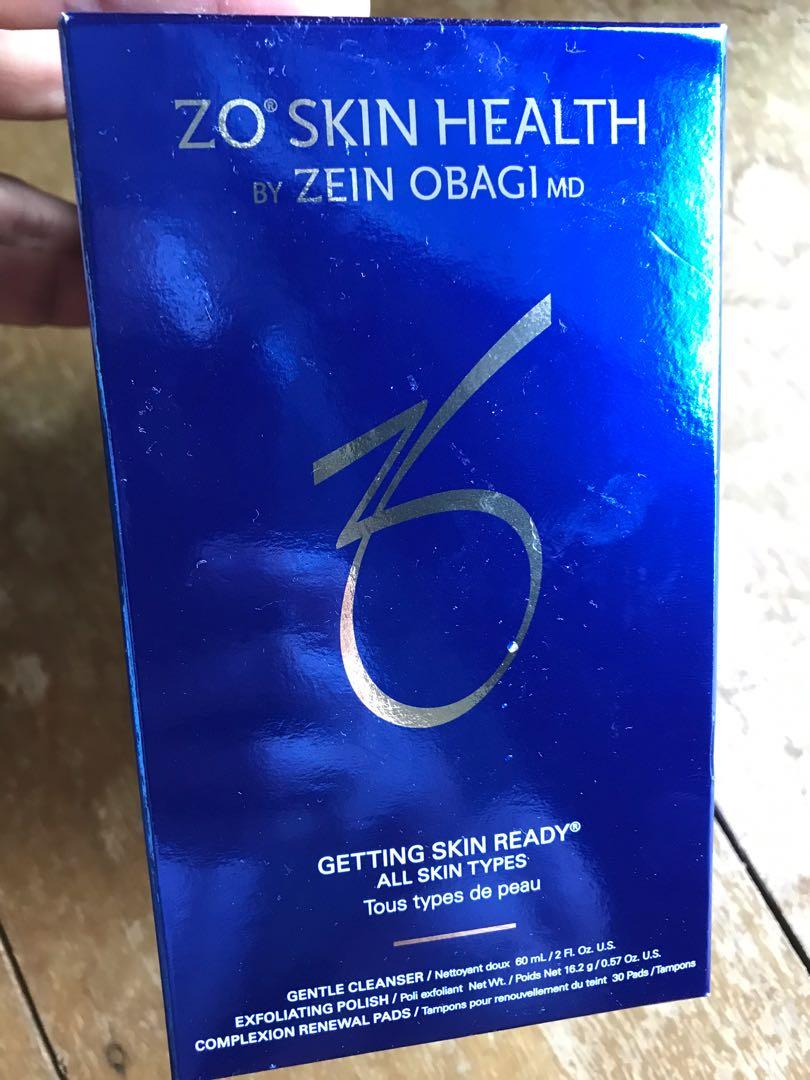 ZO® SKIN HEALTH
BY ZEIN OBAGI MD
GETTING SKIN READY®
ALL SKIN TYPES
Tous types de peau
GENTLE CLEANSER / Nettoyant doux 60 mL / 2 Fl. Oz. U.S.
EXFOLIATING POLISH / Poli exfoliant Net Wt. / Poids Net 16.2 g / 0.57 Oz. U.S.
COMPLEXION RENEWAL PADS / Tampons pour renouvellement du teint 30 Pads / Tampons